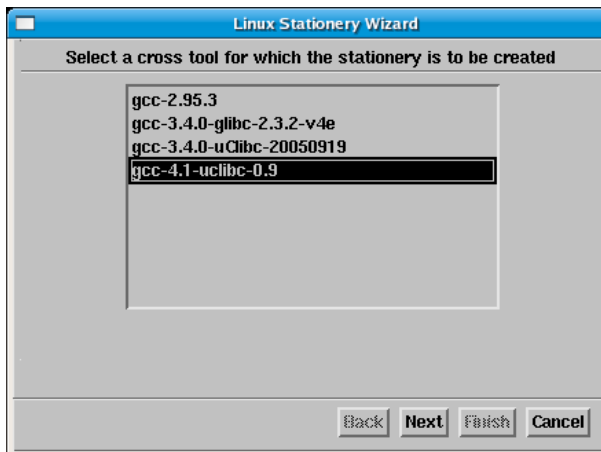 Linux Stationery Wizard
Select a cross tool for which the stationery is to be created
gcc-2.95.3
gcc-3.4.0-glibc-2.3.2-v4e
gcc-3.4.0-uClibc-20050919
gcc-4.1-uclibc-0.9
Back Next Finish Cancel